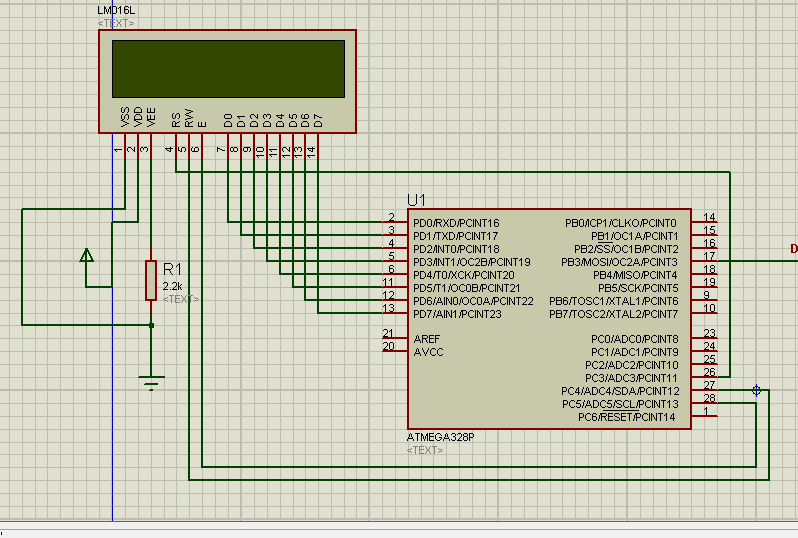 LM016L
<TEXT>
VSS
VDD
VEE
RS
RW
E
D0
D1
D2
D3
D4
D5
D6
D7
1
2
3
4
5
6
7
8
9
10
11
12
13
14
U1
2 PD0/RXD/PCINT16
3 PD1/TXD/PCINT17
4 PD2/INT0/PCINT18
5 PD3/INT1/OC2B/PCINT19
6 PD4/T0/XCK/PCINT20
11 PD5/T1/OC0B/PCINT21
12 PD6/AIN0/OC0A/PCINT22
13 PD7/AIN1/PCINT23
21 AREF
20 AVCC
PB0/ICP1/CLKO/PCINT0 14
PB1/OC1A/PCINT1 15
PB2/SS/OC1B/PCINT2 16
PB3/MOSI/OC2A/PCINT3 17
PB4/MISO/PCINT4 18
PB5/SCK/PCINT5 19
PB6/TOSC1/XTAL1/PCINT6 9
PB7/TOSC2/XTAL2/PCINT7 10
PC0/ADC0/PCINT8 23
PC1/ADC1/PCINT9 24
PC2/ADC2/PCINT10 25
PC3/ADC3/PCINT11 26
PC4/ADC4/SDA/PCINT12 27
PC5/ADC5/SCL/PCINT13 28
PC6/RESET/PCINT14 1
ATMEGA328P
<TEXT>
R1
2.2k
<TEXT>
D